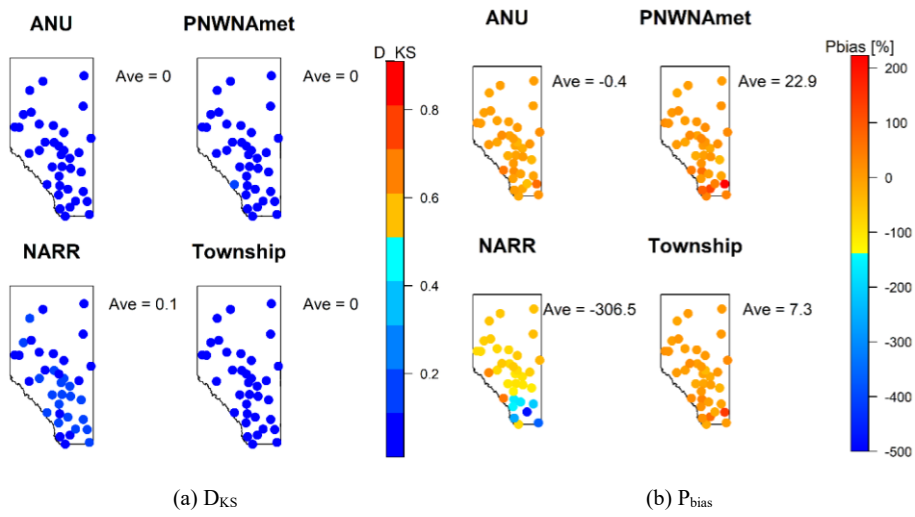 ANU
PNWNAmet
D_KS
Ave = 0
Ave = 0
0.8
0.6
0.4
0.2
NARR
Township
Ave = 0.1
Ave = 0
(a) DKS
ANU
PNWNAmet
Pbias [%]
Ave = -0.4
Ave = 22.9
200
100
0
-100
-200
-300
-400
-500
NARR
Township
Ave = -306.5
Ave = 7.3
(b) Pbias